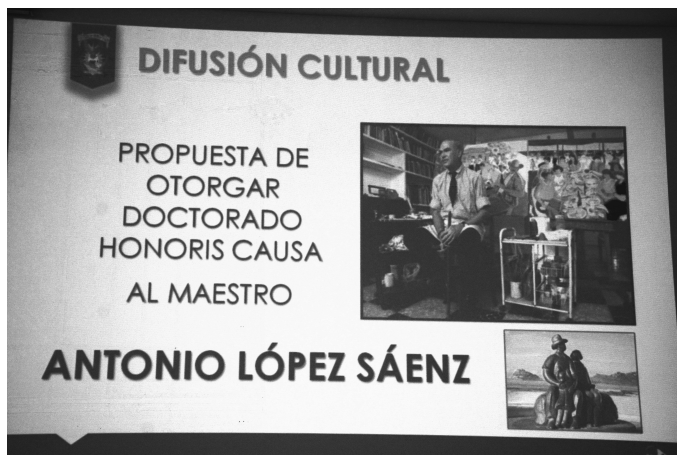 DIFUSIÓN CULTURAL
PROPUESTA DE
OTORGAR
DOCTORADO
HONORIS CAUSA
AL MAESTRO
ANTONIO LÓPEZ SÁENZ